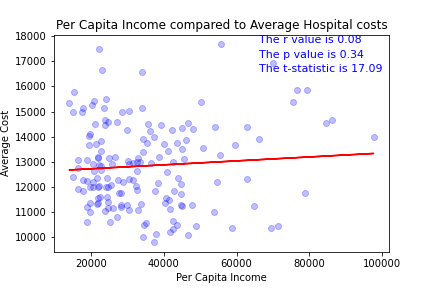 Per Capita Income compared to Average Hospital costs
18000
The r value is 0.08
The p value is 0.34
17000
The t-statistic is 17.09
16000
15000
14000
Average Cost
13000
12000
11000
10000
20000 40000 60000 80000 100000
Per Capita Income